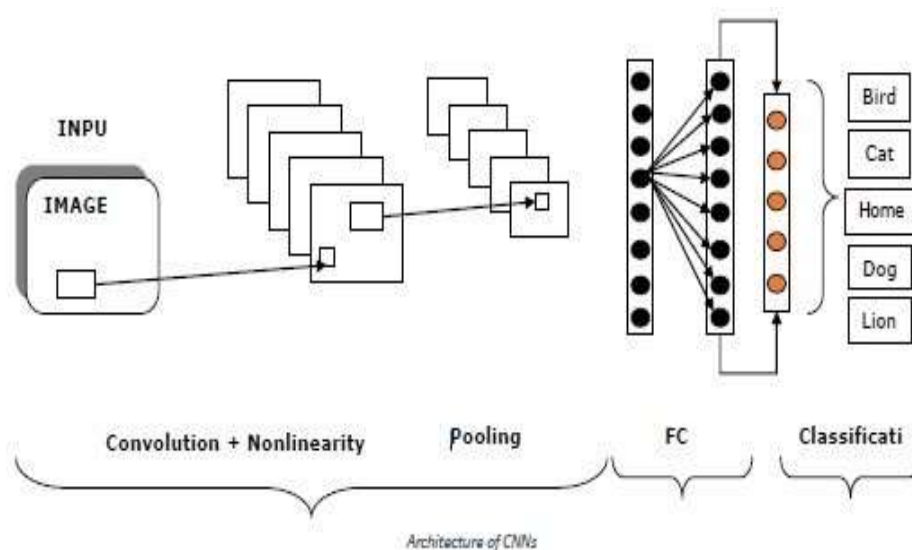 INPU
IMAGE
Bird
Cat
Home
Dog
Lion
Convolution + Nonlinearity
Pooling
FC
Classificati
Architecture of CNNs